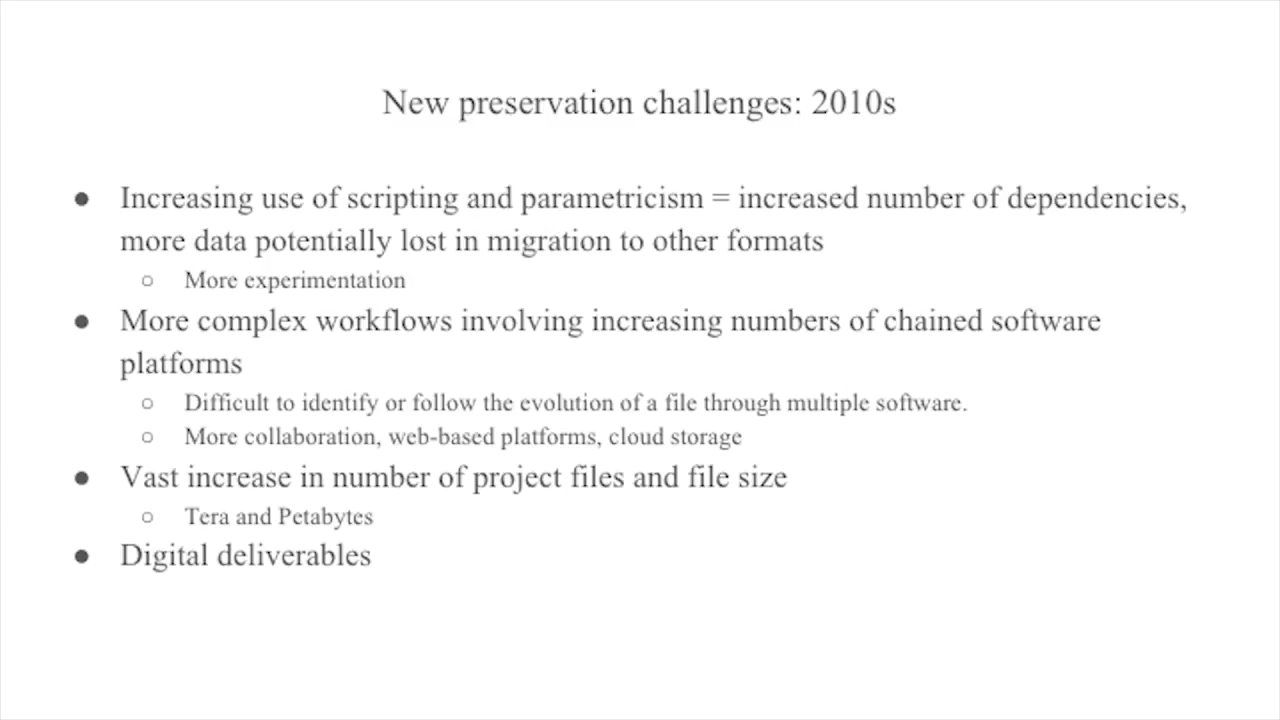 New preservation challenges: 2010s
● Increasing use of scripting and parametricism = increased number of dependencies,
more data potentially lost in migration to other formats
○ More experimentation
● More complex workflows involving increasing numbers of chained software
platforms
○ Difficult to identify or follow the evolution of a file through multiple software.
○ More collaboration, web-based platforms, cloud storage
● Vast increase in number of project files and file size
○ Tera and Petabytes
● Digital deliverables